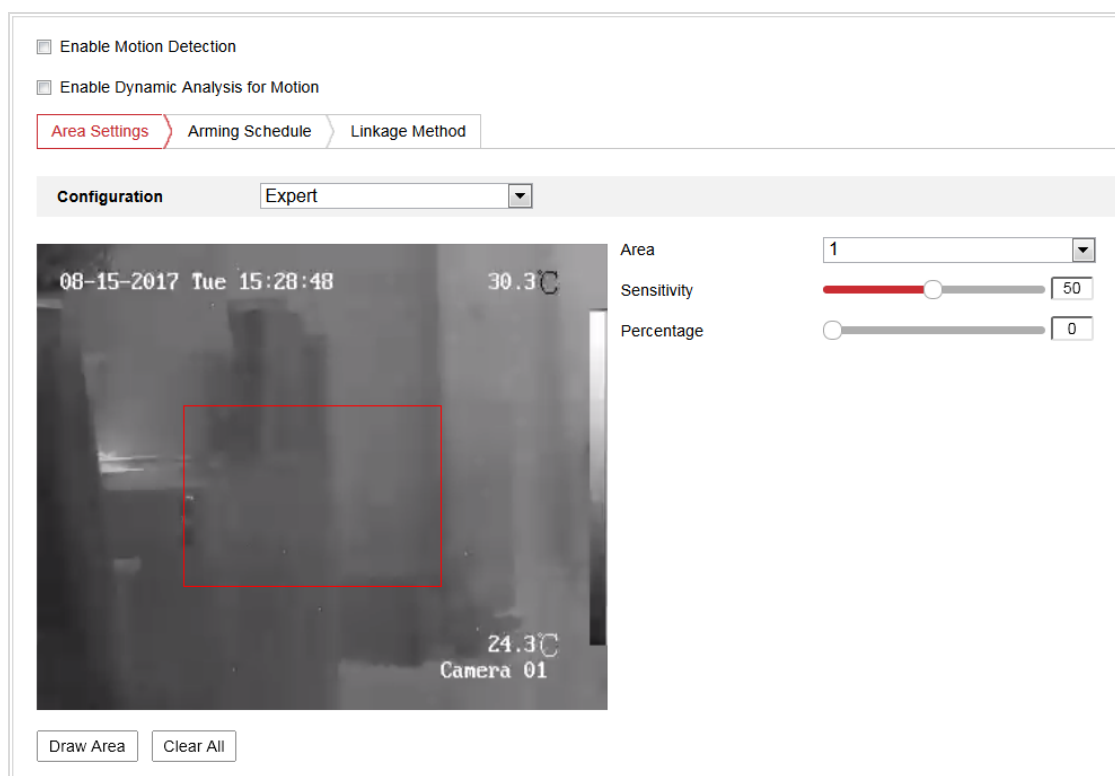 Enable Motion Detection
Enable Dynamic Analysis for Motion
Area Settings Arming Schedule Linkage Method
Configuration Expert
Area 1
08-15-2017 Tue 15:28:48 30.3℃
Sensitivity 50
Percentage 0
24.3℃
Camera 01
Draw Area Clear All